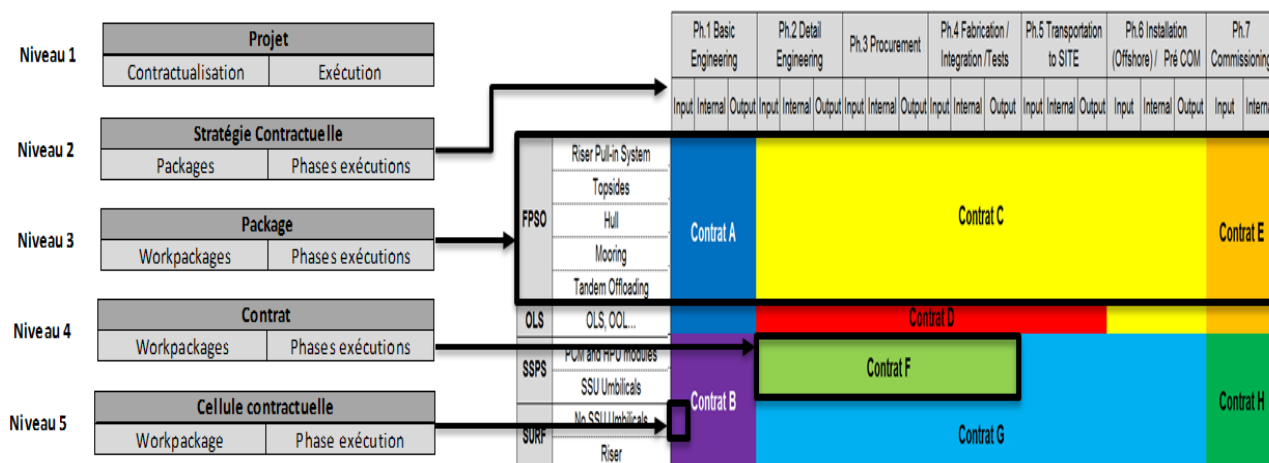 Niveau 1
Projet
Contractualisation Exécution
Niveau 2
Stratégie Contractuelle
Packages Phases exécutions
Niveau 3
Package
Workpackages Phases exécutions
Niveau 4
Contrat
Workpackages Phases exécutions
Niveau 5
Cellule contractuelle
Workpackage Phase exécution
Ph.1 Basic Engineering
Ph.2 Detail Engineering
Ph.3 Procurement
Ph.4 Fabrication / Integration /Tests
Ph.5 Transportation to SITE
Ph.6 Installation (Offshore) / Pré COM
Ph.7 Commissioning
Input Internal Output Input Internal Output Input Internal Output Input Internal Output Input Internal Output Input Internal Output Input Interna
FPSO
Riser Pull-in System
Topsides
Hull
Mooring
Tandem Offloading
OLS
OLS, OOL...
SSPS
PCM and HPU modules
SSU Umbilicals
SURF
No SSU Umbilicals
Riser
Contrat A
Contrat C
Contrat E
Contrat D
Contrat B
Contrat F
Contrat G
Contrat H